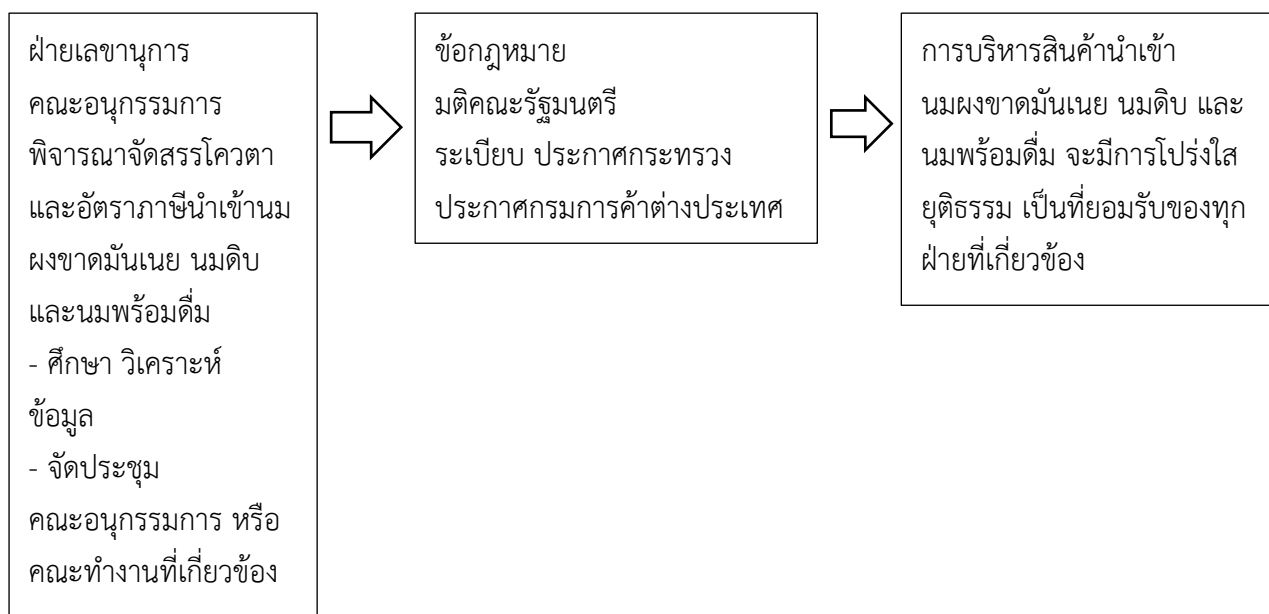 ฝ่ายเลขานุการ
คณะอนุกรรมการ
พิจารณาจัดสรรโควตา
และอัตราภาษีนำเข้านม
ผงขาดมันเนย นมดิบ
และนมพร้อมดื่ม
- ศึกษา วิเคราะห์
ข้อมูล
- จัดประชุม
คณะอนุกรรมการ หรือ
คณะทำงานที่เกี่ยวข้อง
ข้อกฎหมาย
มติคณะรัฐมนตรี
ระเบียบ ประกาศกระทรวง
ประกาศกรมการค้าต่างประเทศ
การบริหารสินค้านำเข้า
นมผงขาดมันเนย นมดิบ และ
นมพร้อมดื่ม จะมีการโปร่งใส
ยุติธรรม เป็นที่ยอมรับของทุก
ฝ่ายที่เกี่ยวข้อง